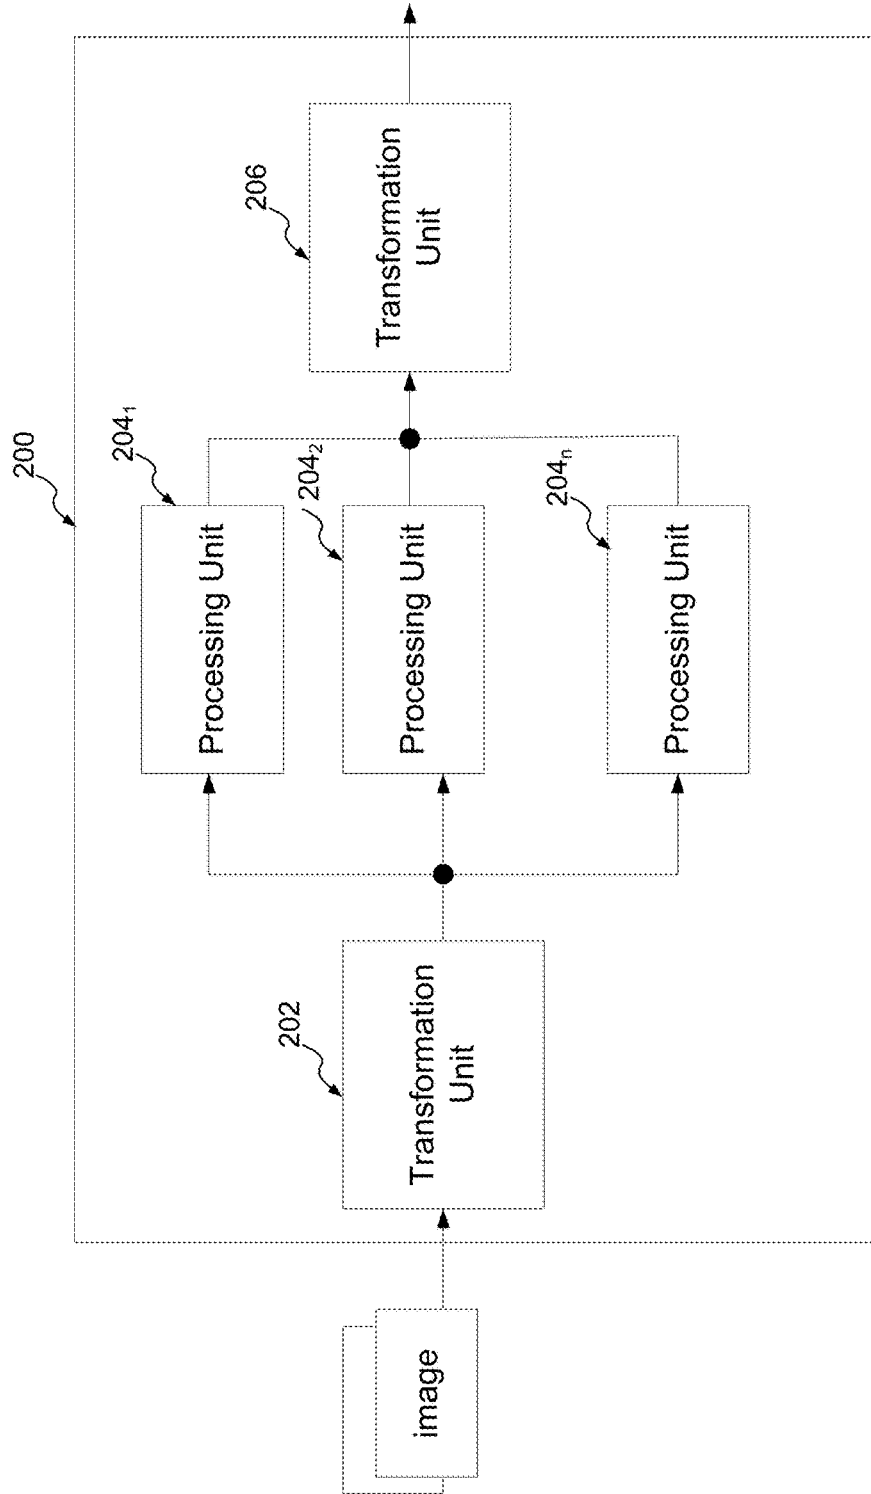 200
image
202
Transformation
Unit
204₁
Processing Unit
204₂
Processing Unit
204ₙ
Processing Unit
206
Transformation
Unit